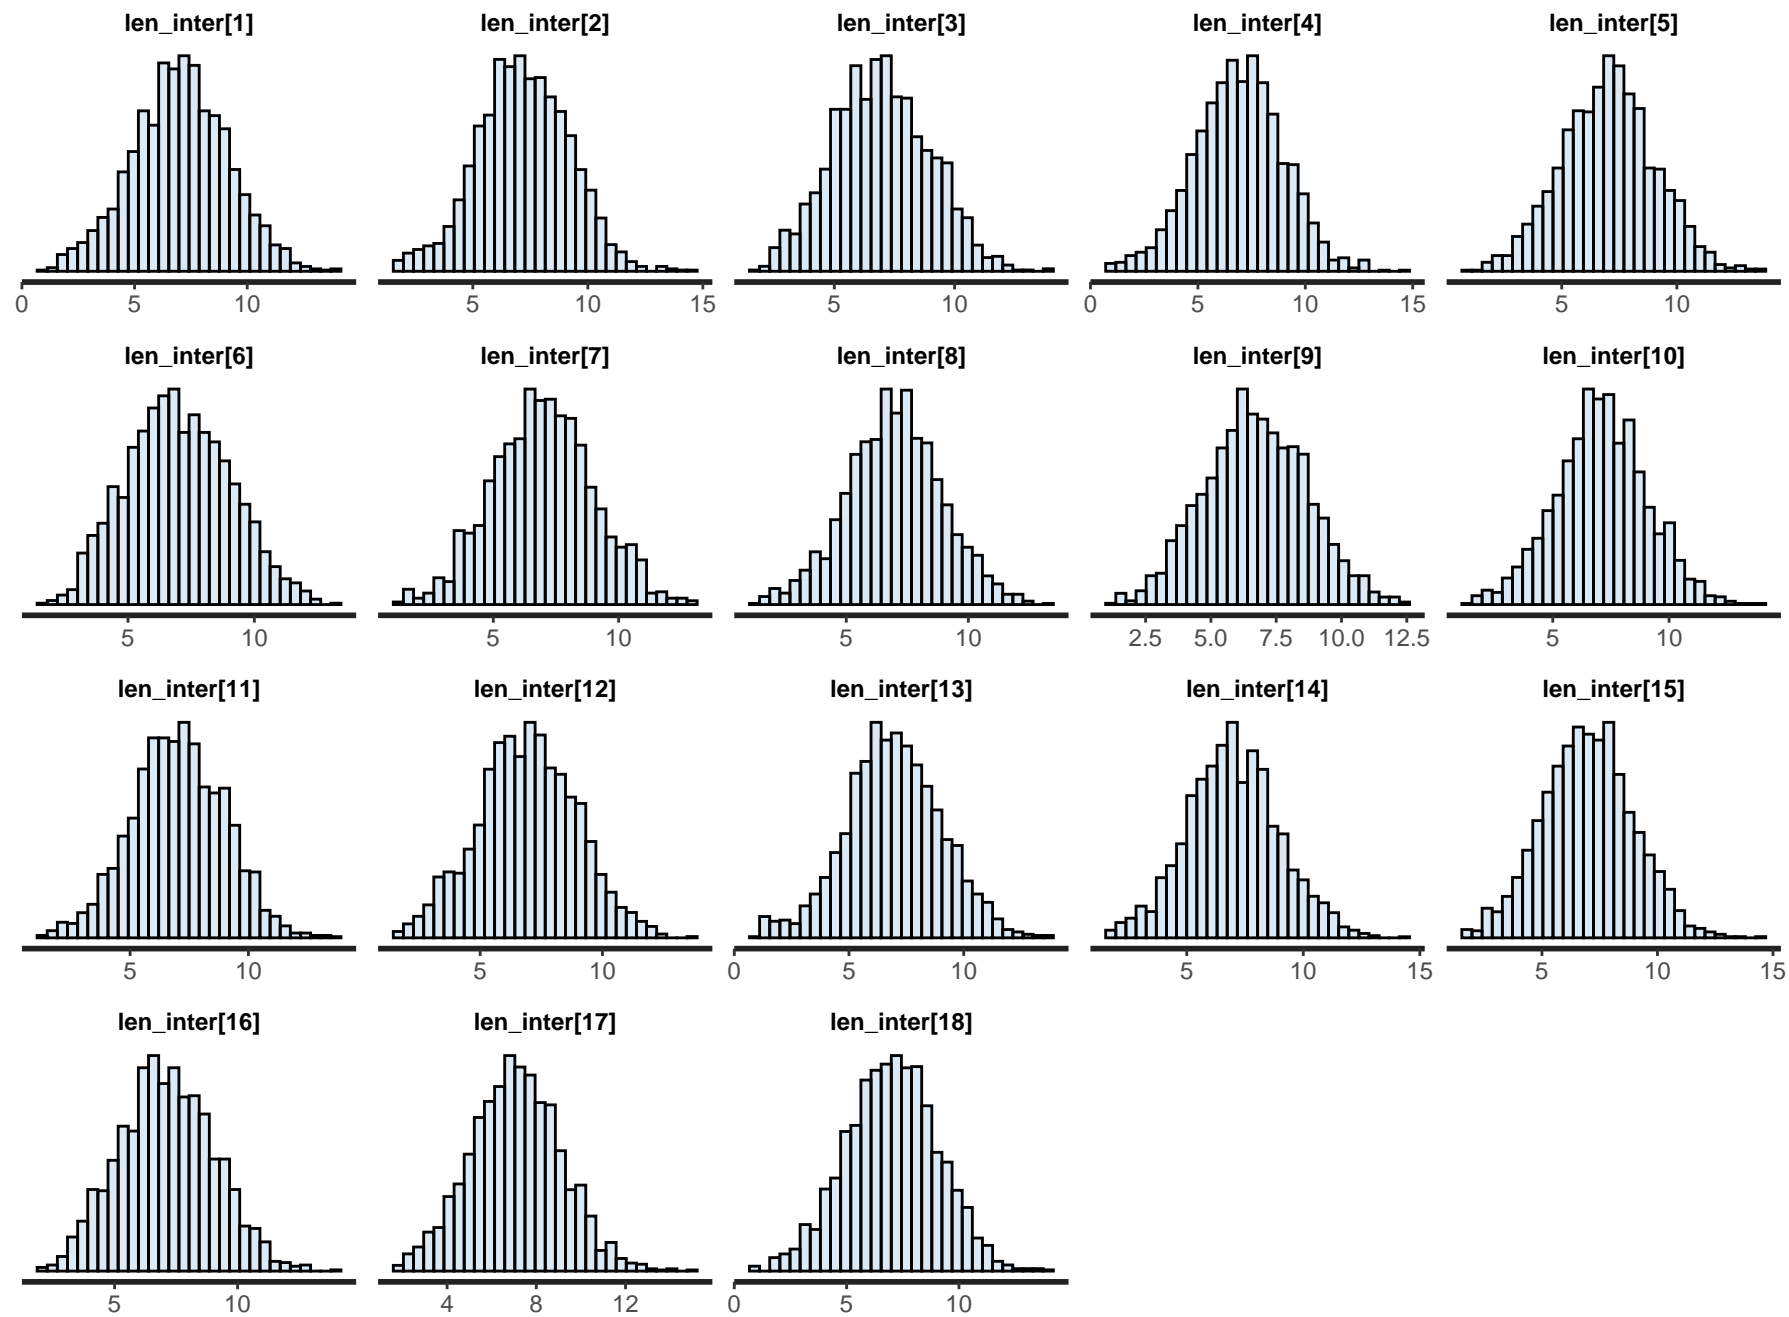 len_inter[1] len_inter[2] len_inter[3] len_inter[4] len_inter[5]
0 5 10 5 10 15 5 10 0 5 10 15 5 10
len_inter[6] len_inter[7] len_inter[8] len_inter[9] len_inter[10]
5 10 5 10 5 10 2.5 5.0 7.5 10.0 12.5 5 10
len_inter[11] len_inter[12] len_inter[13] len_inter[14] len_inter[15]
5 10 5 10 0 5 10 5 10 15 5 10 15
len_inter[16] len_inter[17] len_inter[18]
5 10 4 8 12 0 5 10